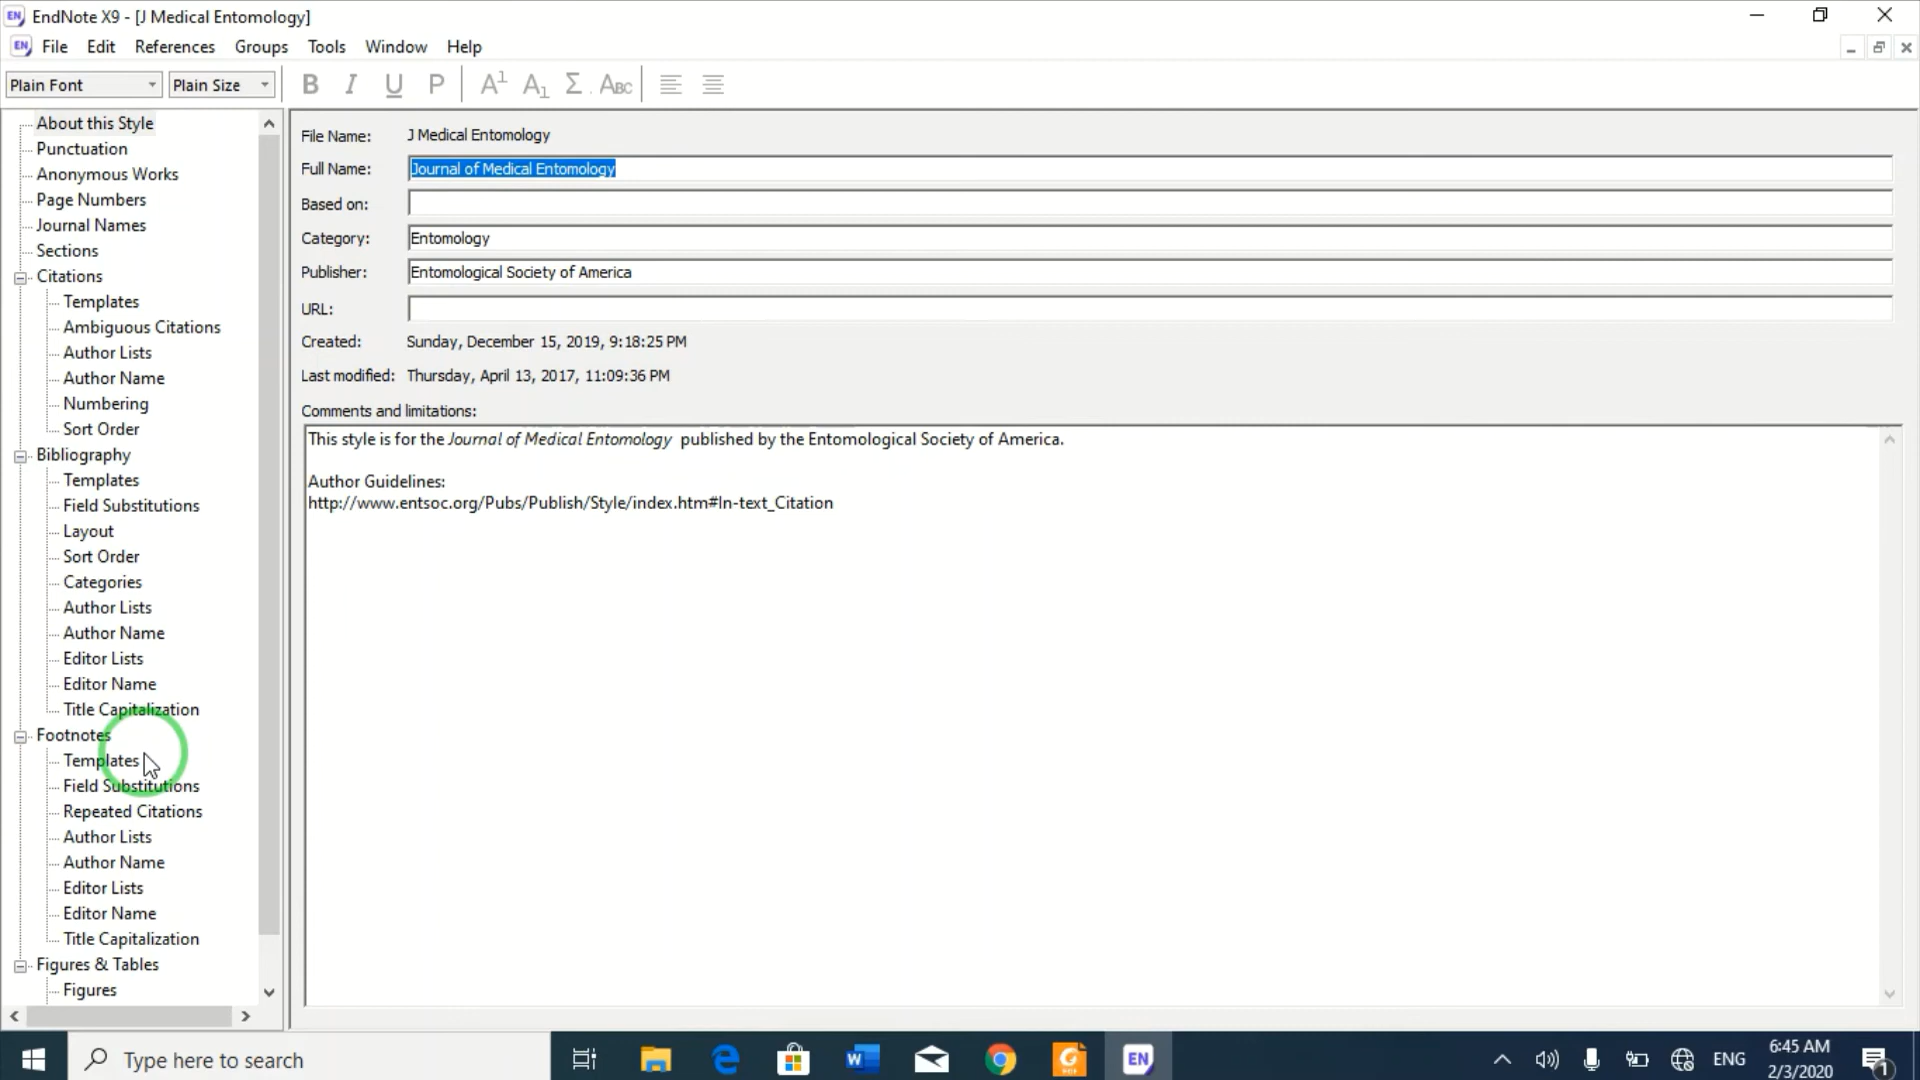 EN EndNote X9 - [J Medical Entomology]
EN File Edit References Groups Tools Window Help
Plain Font Plain Size B I U P A1 A1 Σ ABC
About this Style
Punctuation
Anonymous Works
Page Numbers
Journal Names
Sections
Citations
Templates
Ambiguous Citations
Author Lists
Author Name
Numbering
Sort Order
Bibliography
Templates
Field Substitutions
Layout
Sort Order
Categories
Author Lists
Author Name
Editor Lists
Editor Name
Title Capitalization
Footnotes
Templates
Field Substitutions
Repeated Citations
Author Lists
Author Name
Editor Lists
Editor Name
Title Capitalization
Figures & Tables
Figures
File Name: J Medical Entomology
Full Name: Journal of Medical Entomology
Based on:
Category: Entomology
Publisher: Entomological Society of America
URL:
Created: Sunday, December 15, 2019, 9:18:25 PM
Last modified: Thursday, April 13, 2017, 11:09:36 PM
Comments and limitations:
This style is for the Journal of Medical Entomology published by the Entomological Society of America.
Author Guidelines:
http://www.entsoc.org/Pubs/Publish/Style/index.htm#In-text_Citation
Type here to search
W
EN
ENG
6:45 AM
2/3/2020
1